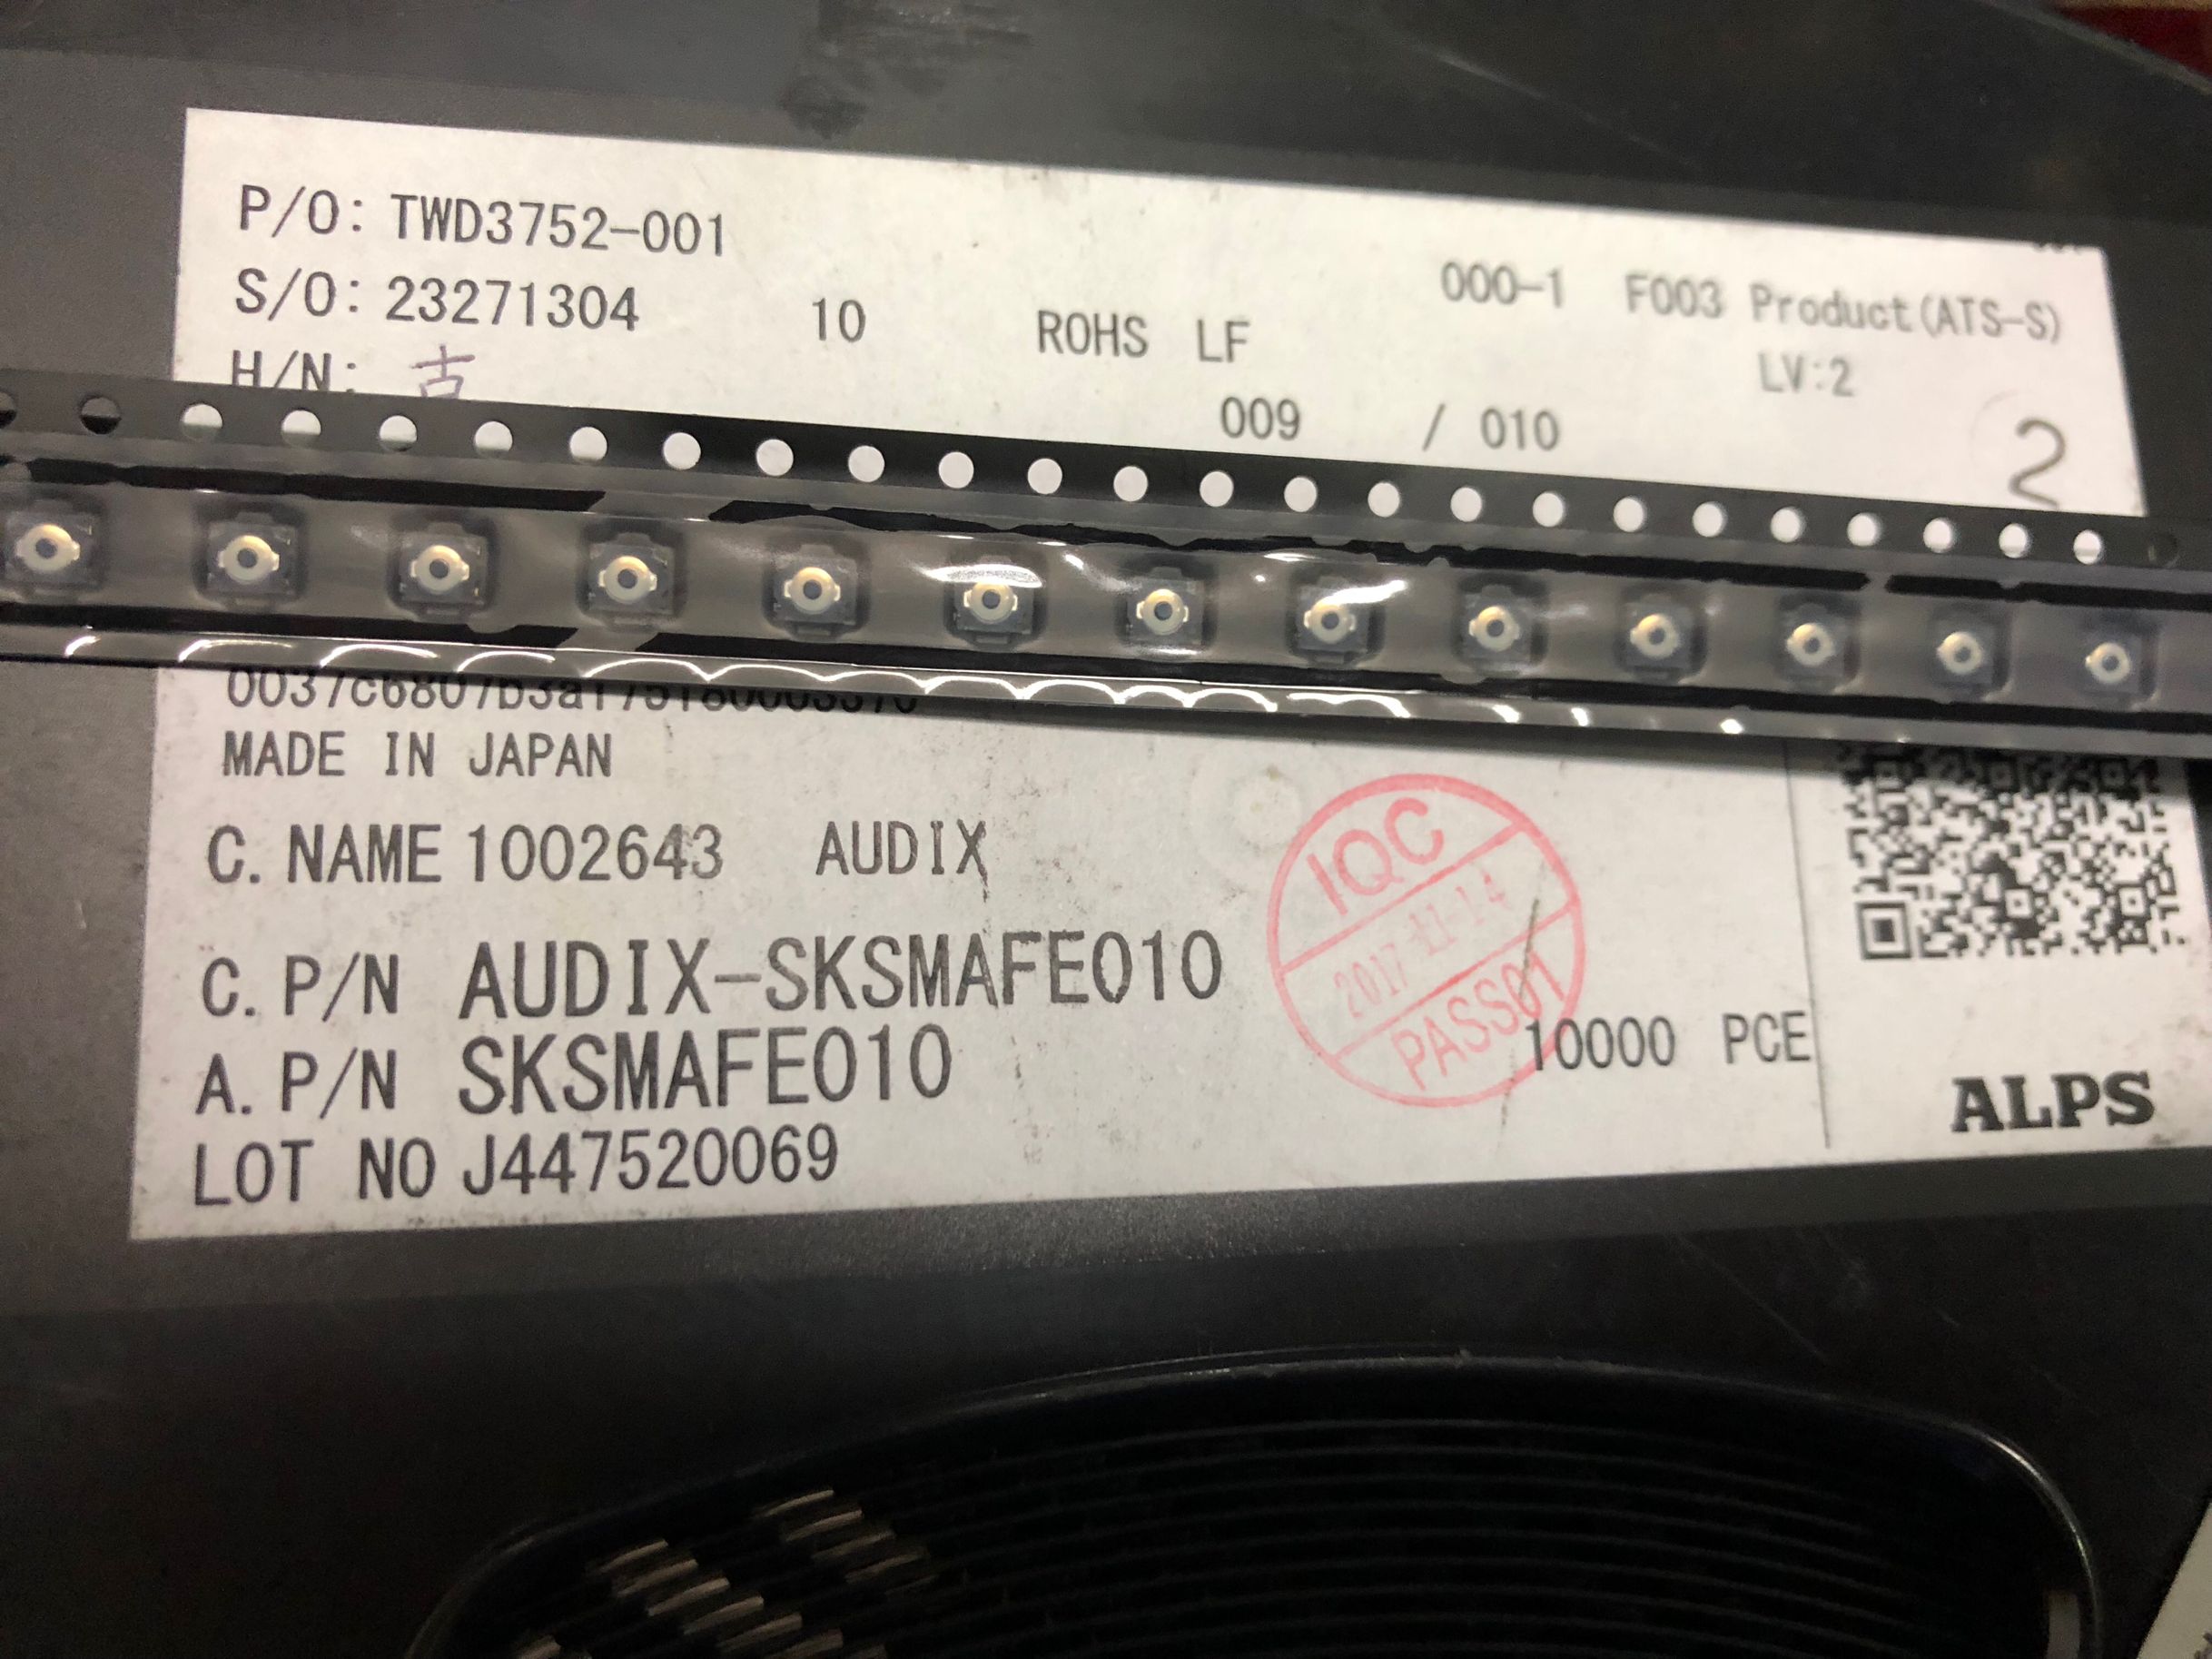 P/O: TWD3752-001
000-1 F003 Product(ATS-S)
S/O: 23271304 10 ROHS LF
LV:2
H/N: 古
009 / 010
2
MADE IN JAPAN
C. NAME 1002643 AUDIX
IQC
2017-11-14
PASS01
C. P/N AUDIX-SKSMAFE010
A. P/N SKSMAFE010
10000 PCE
LOT NO J447520069
ALPS